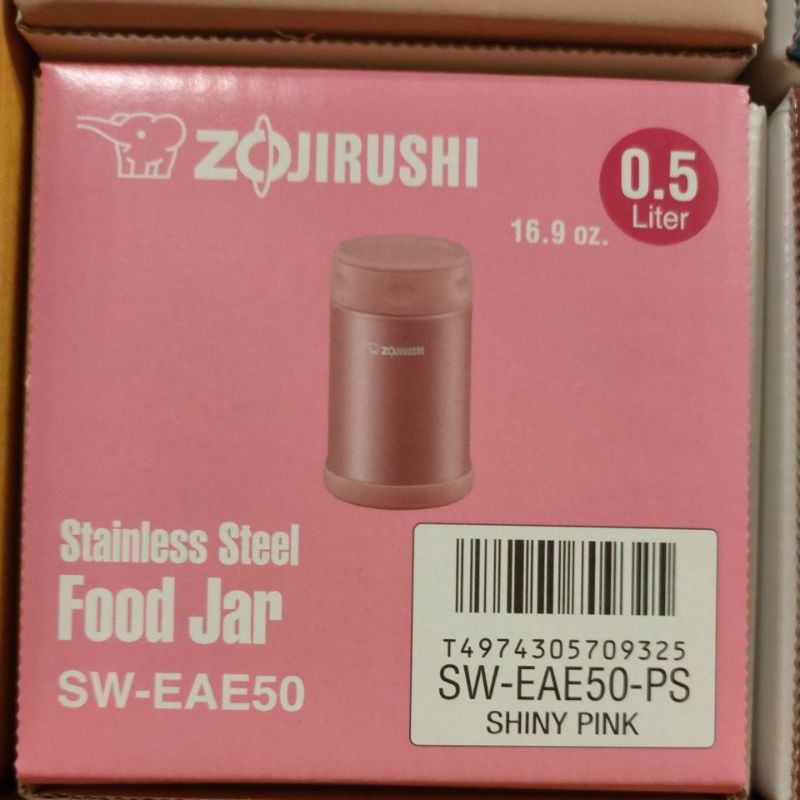 ZOJIRUSHI
0.5
Liter
16.9 oz.
ZOJIRUSHI
Stainless Steel
Food Jar
SW-EAE50
T4974305709325
SW-EAE50-PS
SHINY PINK